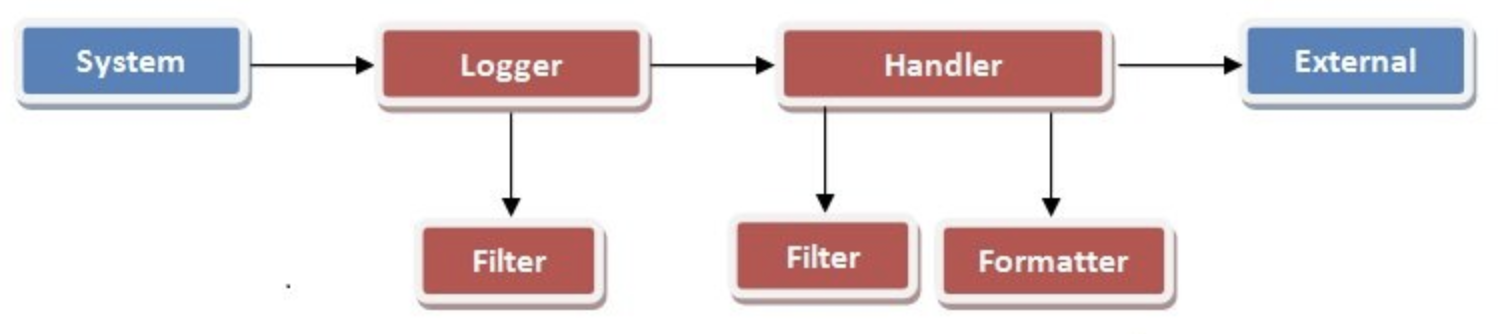 System
Logger
Handler
External
Filter
Filter
Formatter